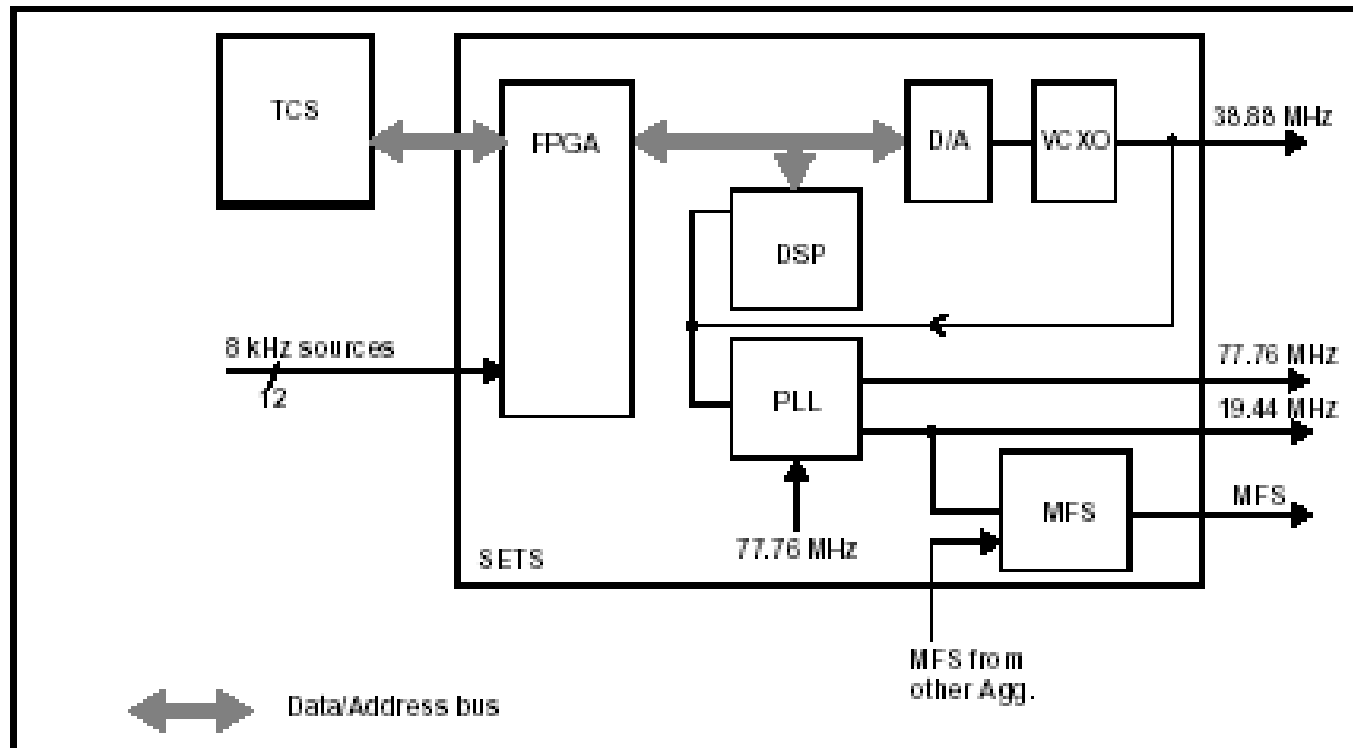 TCS
FPGA
D/A
VCXO
38.88 MHz
DSP
8 kHz sources
12
77.76 MHz
PLL
19.44 MHz
MFS
MFS
77.76 MHz
SETS
MFS from
other Agg.
Data/Address bus